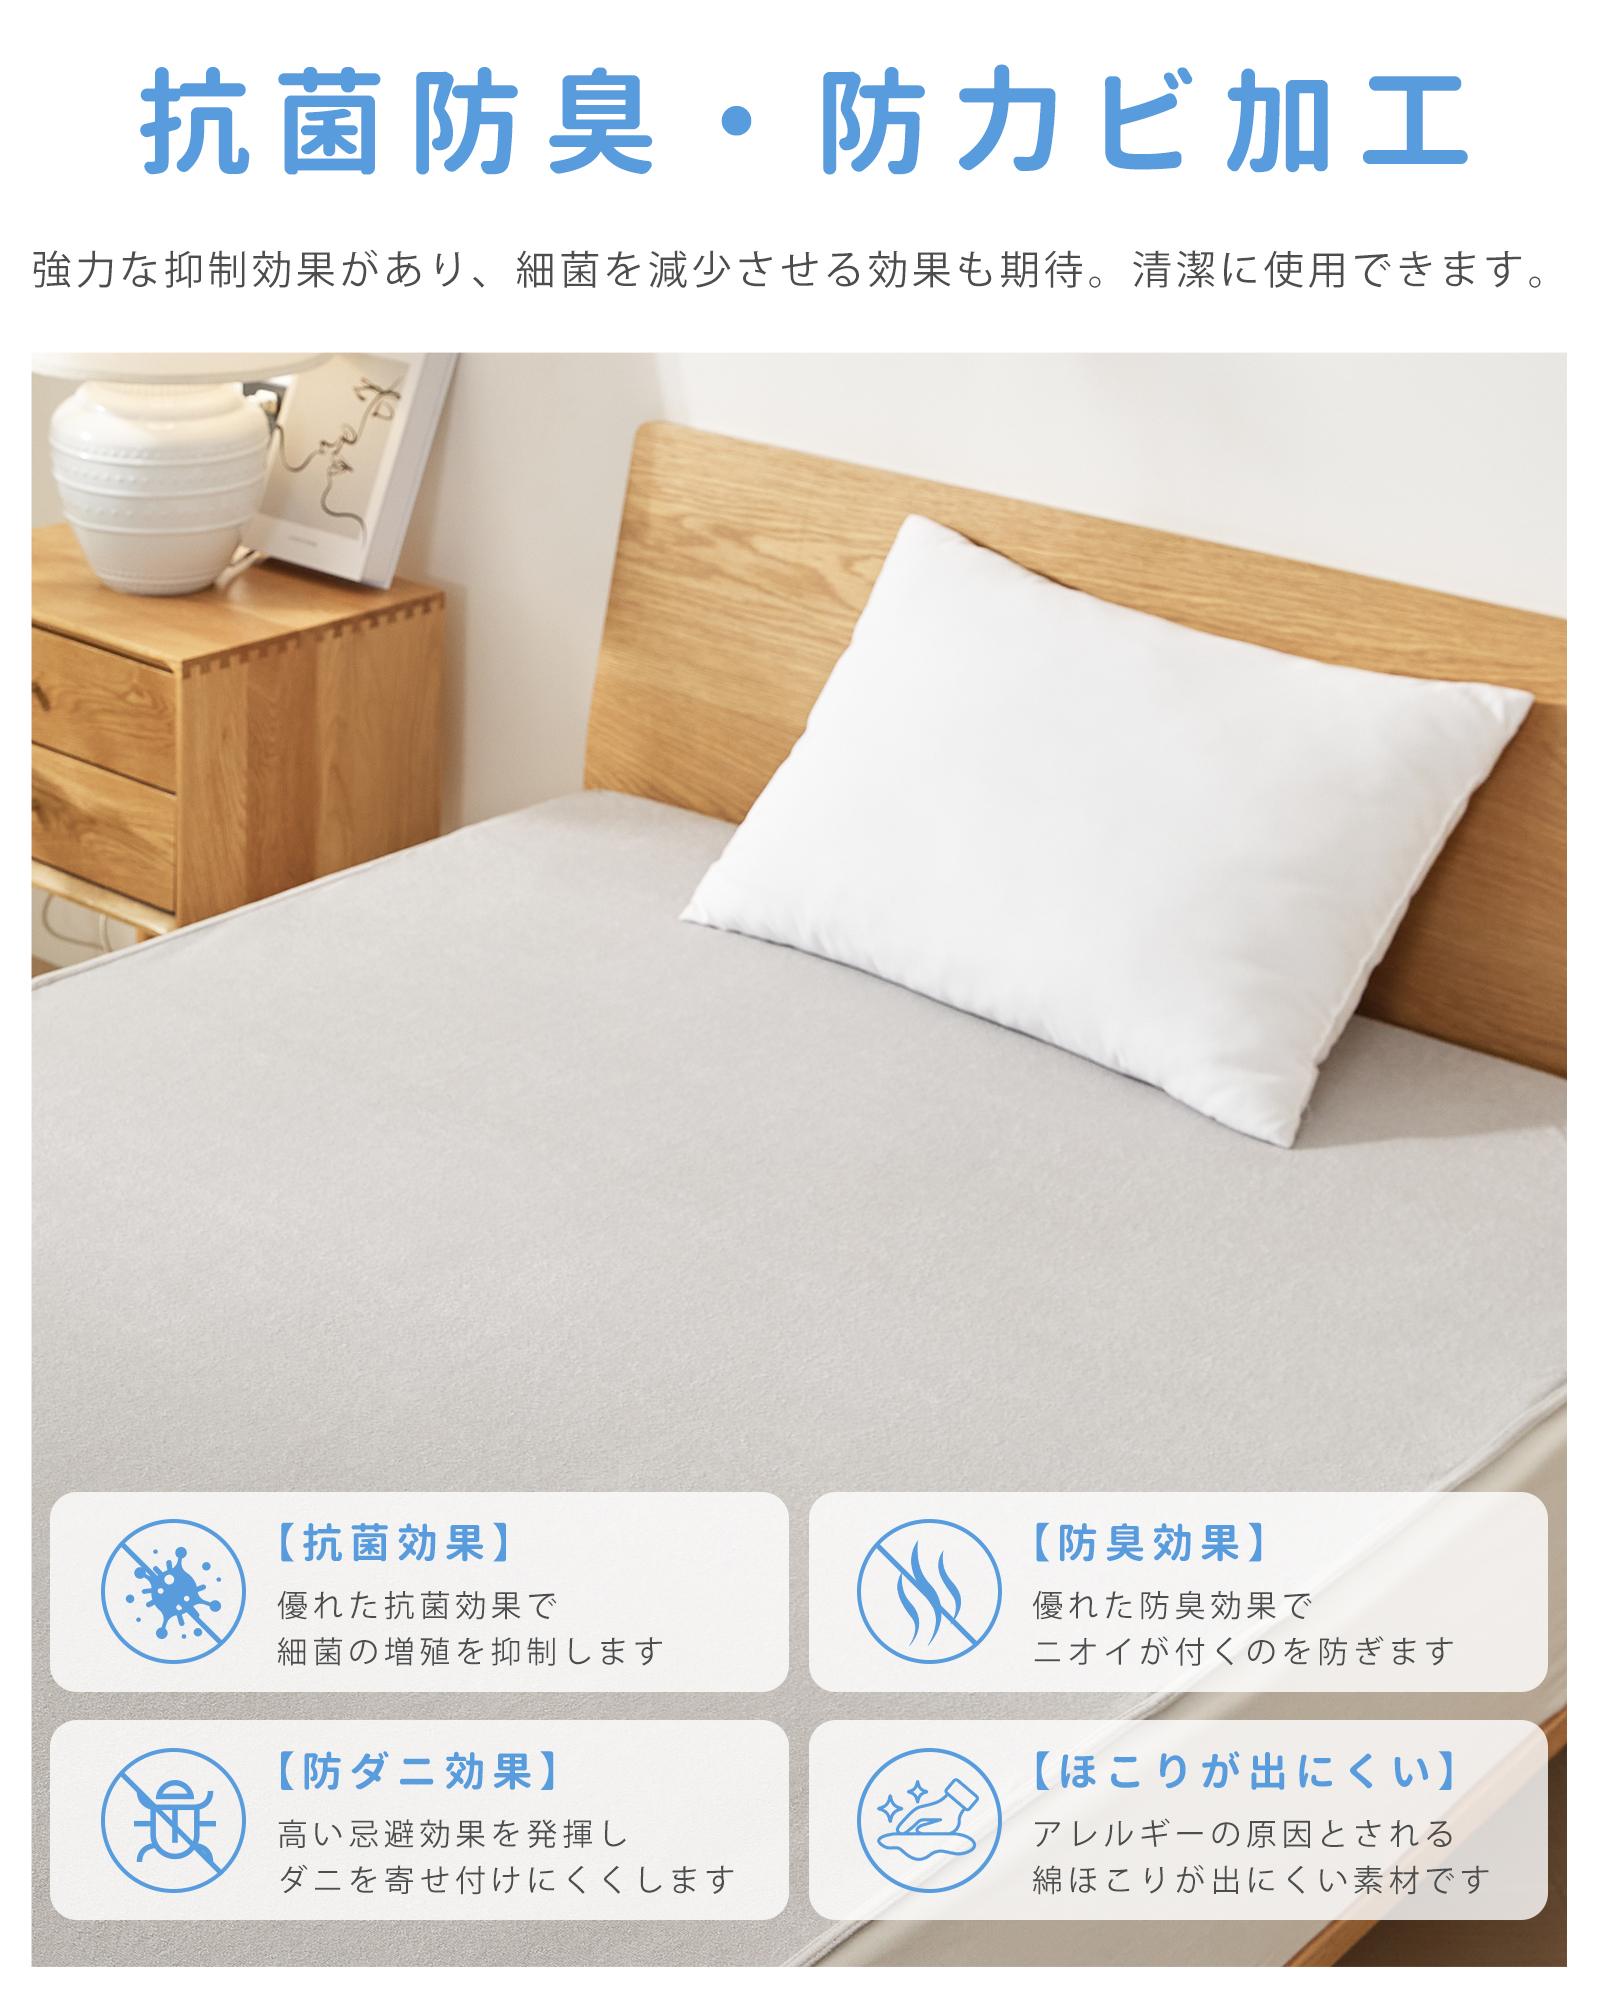 抗菌防臭・防カビ加工
強力な抑制効果があり、細菌を減少させる効果も期待。清潔に使用できます。
【抗菌効果】
優れた抗菌効果で
細菌の増殖を抑制します
【防臭効果】
優れた防臭効果で
ニオイが付くのを防ぎます
【防ダニ効果】
高い忌避効果を発揮し
ダニを寄せ付けにくくします
【ほこりが出にくい】
アレルギーの原因とされる
綿ほこりが出にくい素材です